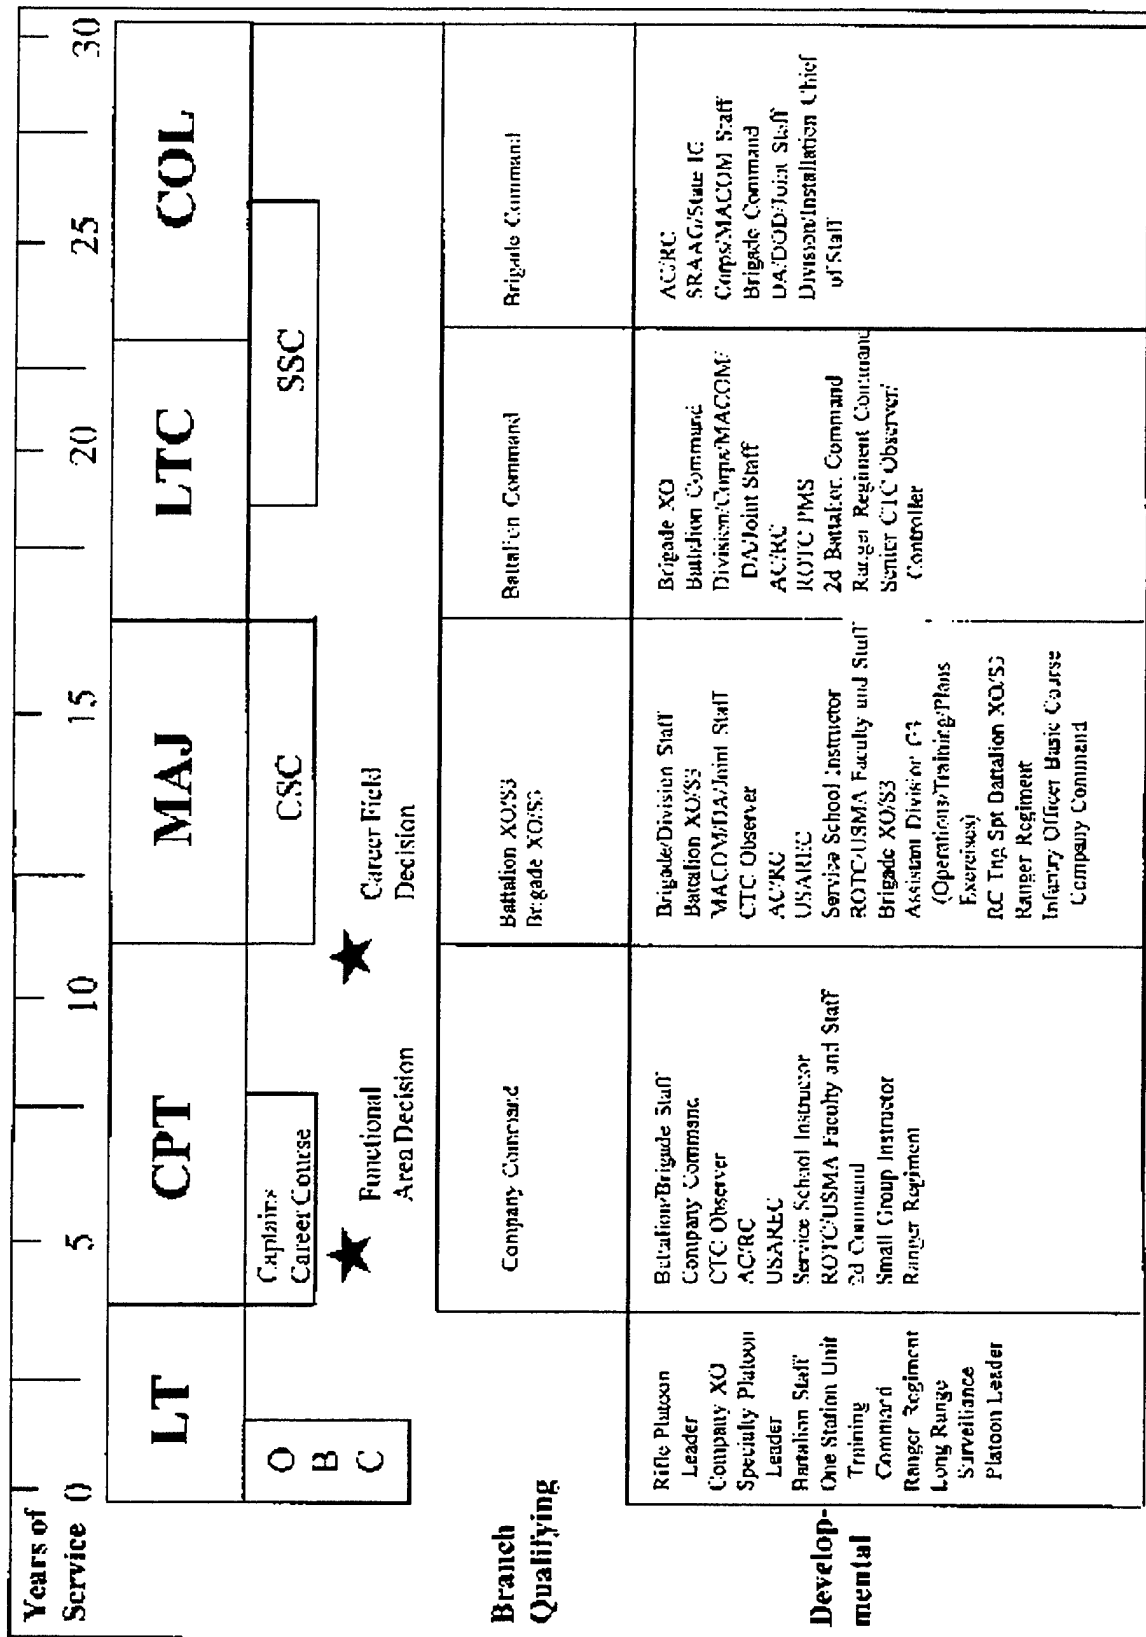 Years of
Service
0
5
10
15
20
25
30
LT
CPT
MAJ
LTC
COL
O
B
C
Captains
Career Course
CSC
SSC
Functional
Area Decision
Career Field
Decision
Branch
Qualifying
Company Command
Battalion XO/S3
Brigade XO/S3
Battalion Command
Brigade Command
Develop-
mental
Rifle Platoon
Leader
Company XO
Specialty Platoon
Leader
Battalion Staff
One Station Unit
Training
Command
Ranger Regiment
Long Range
Surveillance
Platoon Leader
Battalion/Brigade Staff
Company Command
CTC Observer
AC/RC
USAREC
Service School Instructor
ROTC/USMA Faculty and Staff
2d Command
Small Group Instructor
Ranger Regiment
Brigade/Division Staff
Battalion XO/S3
MACOM/DA/Joint Staff
CTC Observer
AC/RC
USAREC
Service School Instructor
ROTC/USMA Faculty and Staff
Brigade XO/S3
Assistant Division G3
(Operations/Training/Plans
Exercises)
RC Tng Spt Battalion XO/S3
Ranger Regiment
Infantry Officer Basic Course
Company Command
Brigade XO
Battalion Command
Division/Corps/MACOM/
DA/Joint Staff
AC/RC
ROTC PMS
2d Battalion Command
Ranger Regiment Command
Senior CTC Observer/
Controller
AC/RC
SRAAG/State IG
Corps/MACOM Staff
Brigade Command
DA/DOD/Joint Staff
Division/Installation Chief
of Staff